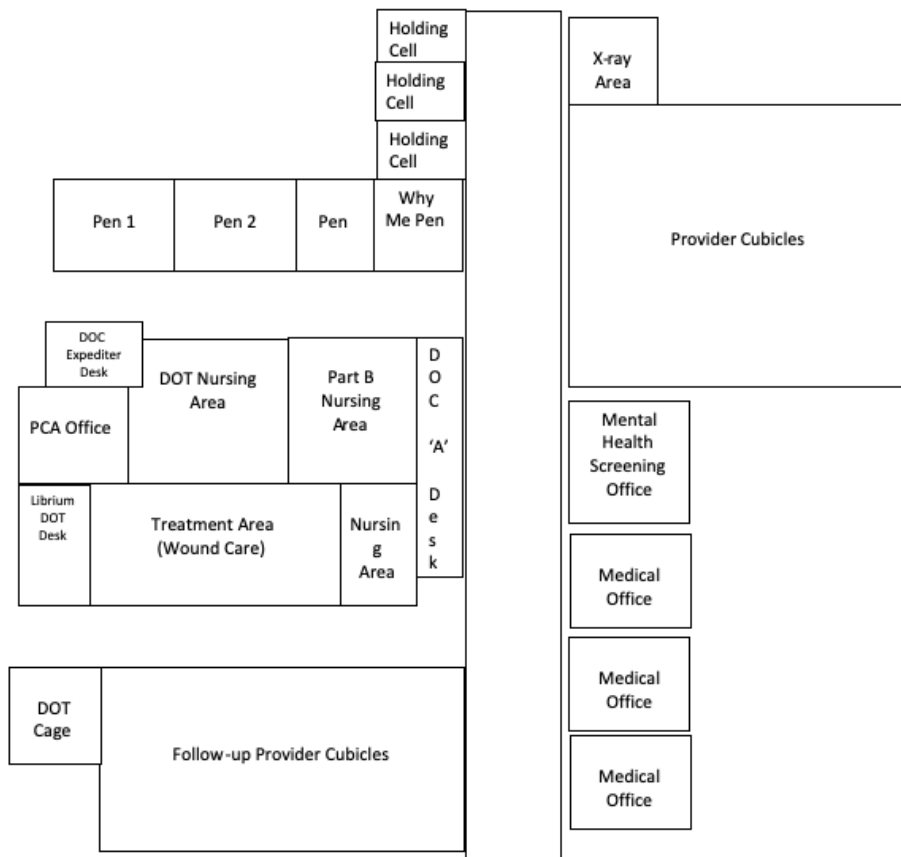 Holding
Cell
Holding
Cell
Holding
Cell
Why
Me Pen
Pen 1
Pen 2
Pen
X-ray
Area
Provider Cubicles
DOC
Expediter
Desk
DOT Nursing
Area
Part B
Nursing
Area
D
O
C
‘A’
D
e
s
k
PCA Office
Librium
DOT
Desk
Treatment Area
(Wound Care)
Nursin
g
Area
Mental
Health
Screening
Office
Medical
Office
Medical
Office
Medical
Office
DOT
Cage
Follow-up Provider Cubicles